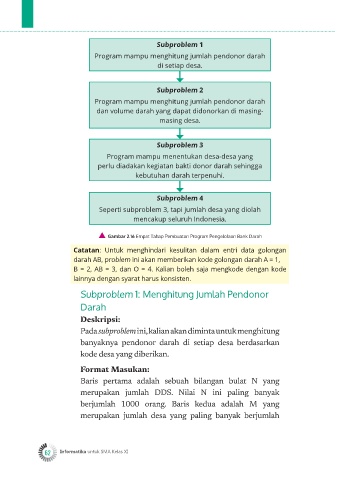 Subproblem 1
Program mampu menghitung jumlah pendonor darah
di setiap desa.
Subproblem 2
Program mampu menghitung jumlah pendonor darah
dan volume darah yang dapat didonorkan di masing-
masing desa.
Subproblem 3
Program mampu menentukan desa-desa yang
perlu diadakan kegiatan bakti donor darah sehingga
kebutuhan darah terpenuhi.
Subproblem 4
Seperti subproblem 3, tapi jumlah desa yang diolah
mencakup seluruh Indonesia.
Gambar 2.16 Empat Tahap Pembuatan Program Pengelolaan Bank Darah
Catatan: Untuk menghindari kesulitan dalam entri data golongan
darah AB, problem ini akan memberikan kode golongan darah A = 1,
B = 2, AB = 3, dan O = 4. Kalian boleh saja mengkode dengan kode
lainnya dengan syarat harus konsisten.
Subproblem 1: Menghitung Jumlah Pendonor
Darah
Deskripsi:
Pada subproblem ini, kalian akan diminta untuk menghitung
banyaknya pendonor darah di setiap desa berdasarkan
kode desa yang diberikan.
Format Masukan:
Baris pertama adalah sebuah bilangan bulat N yang
merupakan jumlah DDS. Nilai N ini paling banyak
berjumlah 1000 orang. Baris kedua adalah M yang
merupakan jumlah desa yang paling banyak berjumlah
62 Informatika untuk SMA Kelas XI